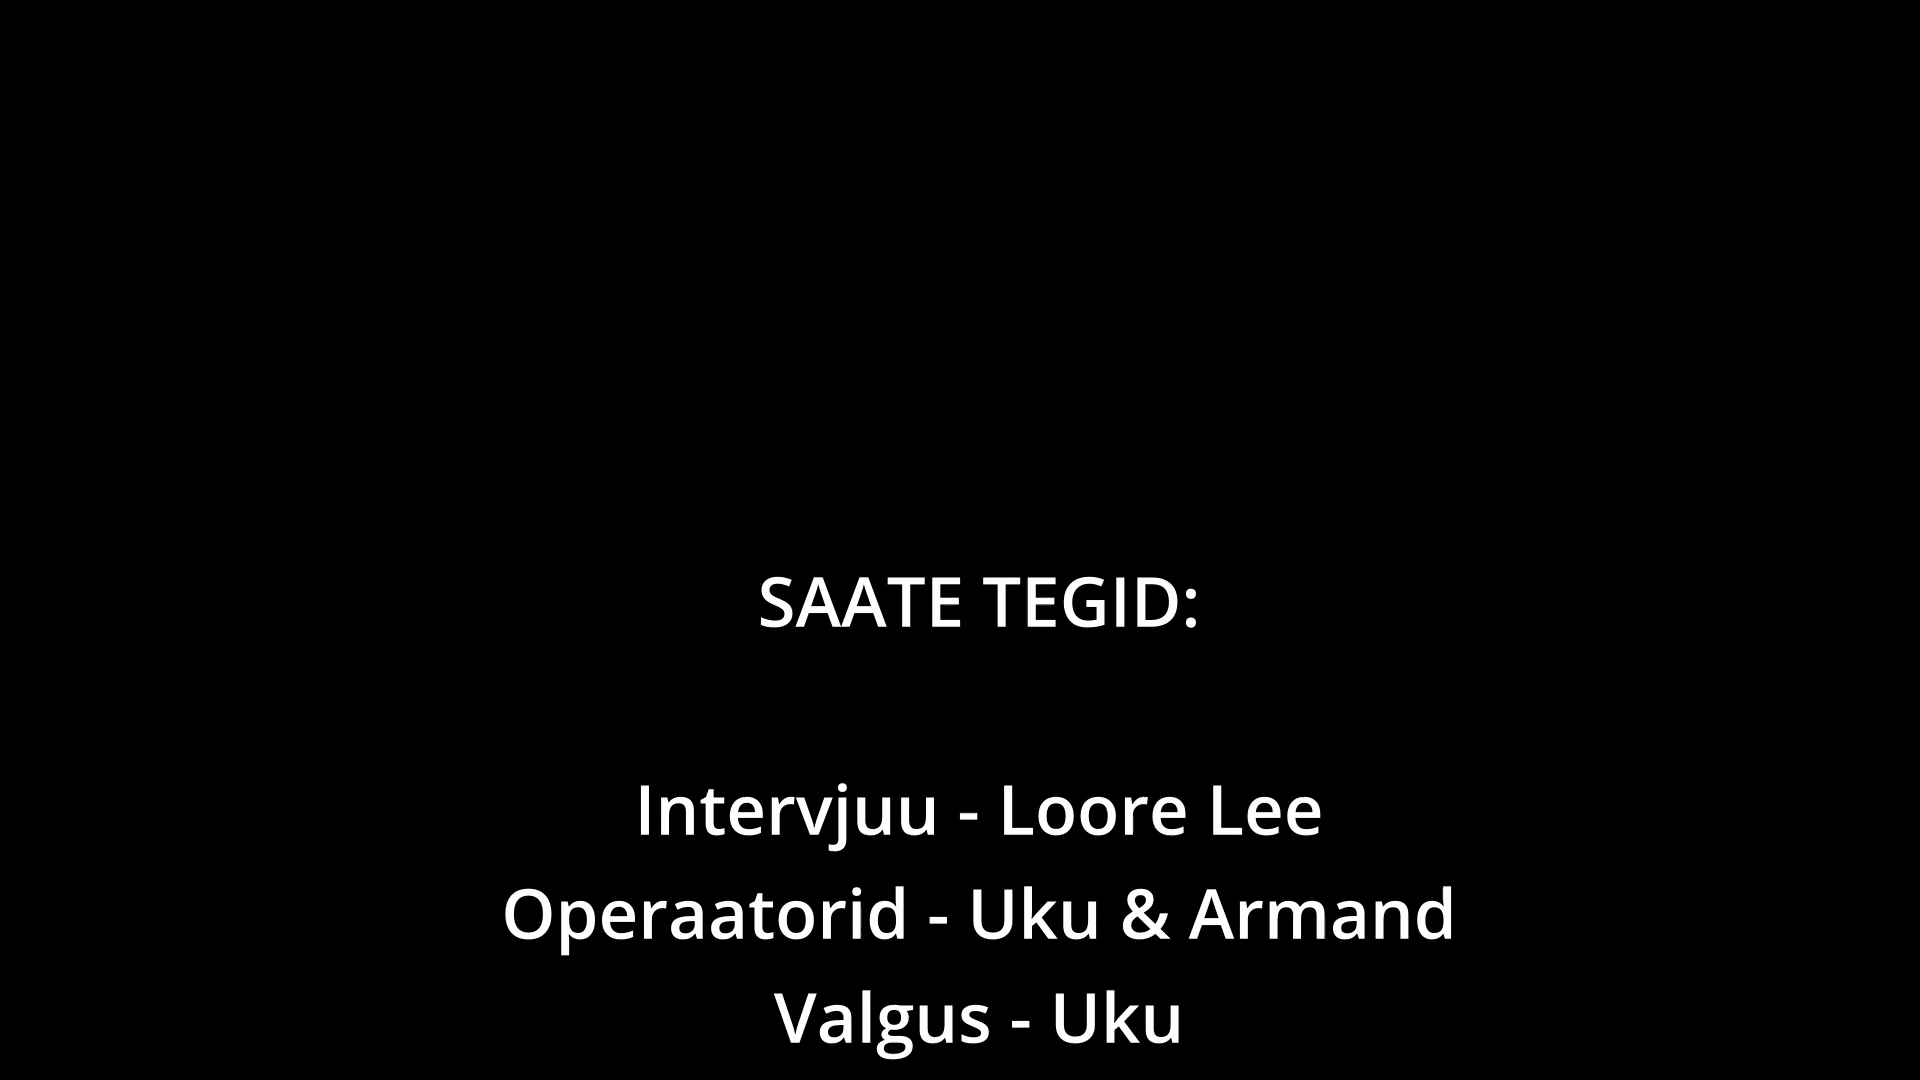 SAATE TEGID:
Intervjuu - Loore Lee
Operaatorid - Uku & Armand
Valgus - Uku